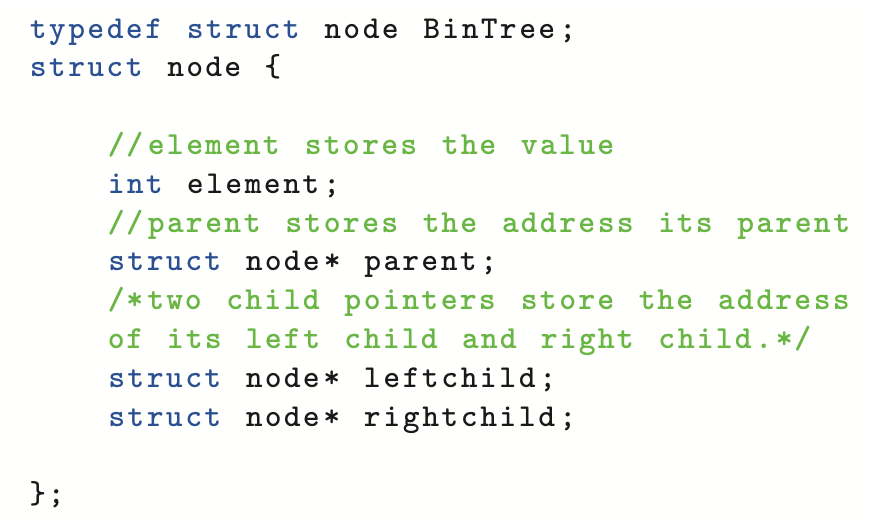 typedef struct node BinTree;
struct node {
//element stores the value
int element;
//parent stores the address its parent
struct node* parent;
/*two child pointers store the address
of its left child and right child.*/
struct node* leftchild;
struct node* rightchild;
};